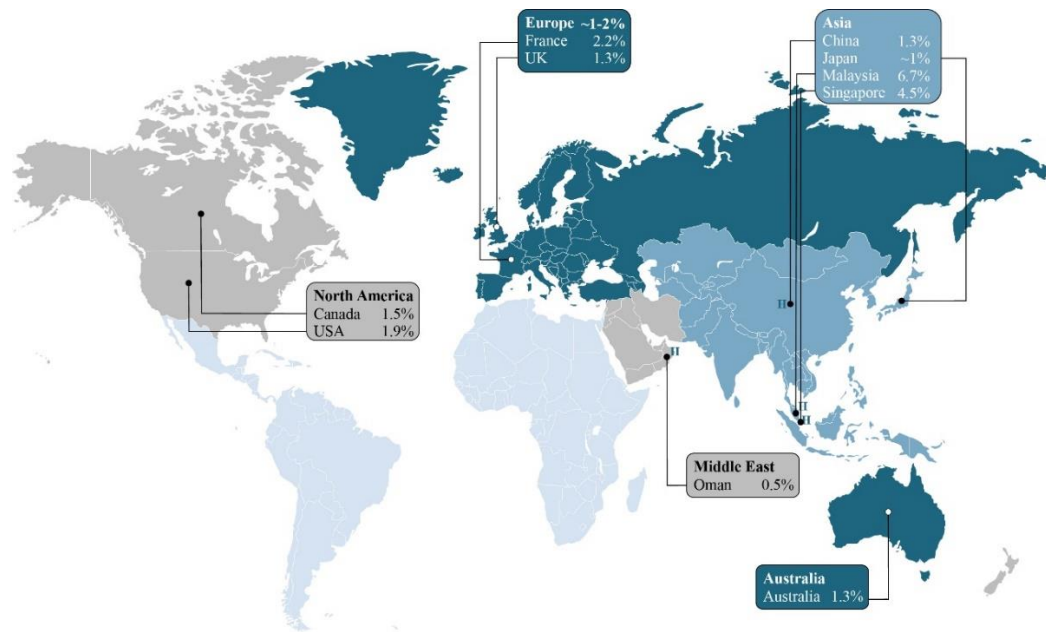 Europe ~1-2%
France 2.2%
UK 1.3%
Asia
China 1.3%
Japan ~1%
Malaysia 6.7%
Singapore 4.5%
North America
Canada 1.5%
USA 1.9%
H
H
H
H
Middle East
Oman 0.5%
Australia
Australia 1.3%